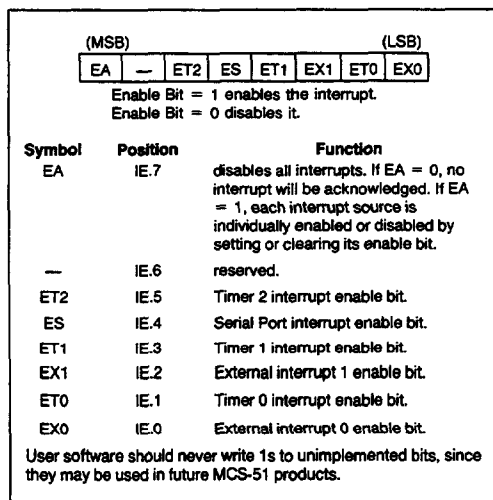 (MSB) (LSB)
EA — ET2 ES ET1 EX1 ET0 EX0
Enable Bit = 1 enables the interrupt.
Enable Bit = 0 disables it.
Symbol Position Function
EA IE.7 disables all interrupts. If EA = 0, no
interrupt will be acknowledged. If EA
= 1, each interrupt source is
individually enabled or disabled by
setting or clearing its enable bit.
— IE.6 reserved.
ET2 IE.5 Timer 2 interrupt enable bit.
ES IE.4 Serial Port interrupt enable bit.
ET1 IE.3 Timer 1 interrupt enable bit.
EX1 IE.2 External interrupt 1 enable bit.
ET0 IE.1 Timer 0 interrupt enable bit.
EX0 IE.0 External interrupt 0 enable bit.
User software should never write 1s to unimplemented bits, since
they may be used in future MCS-51 products.